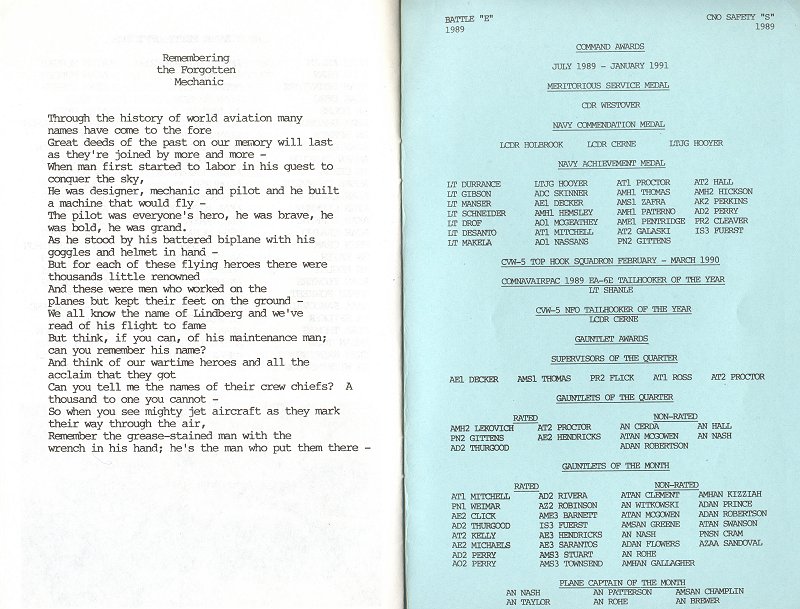 Remembering
the Forgotten
Mechanic
Through the history of world aviation many
names have come to the fore
Great deeds of the past on our memory will last
as they're joined by more and more -
When man first started to labor in his quest to
conquer the sky,
He was designer, mechanic and pilot and he built
a machine that would fly -
The pilot was everyone's hero, he was brave, he
was bold, he was grand.
As he stood by his battered biplane with his
goggles and helmet in hand -
But for each of these flying heroes there were
thousands little renowned
And these were men who worked on the
planes but kept their feet on the ground -
We all know the name of Lindberg and we've
read of his flight to fame
But think, if you can, of his maintenance man;
can you remember his name?
And think of our wartime heroes and all the
acclaim that they got
Can you tell me the names of their crew chiefs? A
thousand to one you cannot -
So when you see mighty jet aircraft as they mark
their way through the air,
Remember the grease-stained man with the
wrench in his hand; he's the man who put them there -
BATTLE "E" CNO SAFETY "S"
1989 1989
COMMAND AWARDS
JULY 1989 - JANUARY 1991
MERITORIOUS SERVICE MEDAL
CDR WESTOVER
NAVY COMMENDATION MEDAL
LCDR HOLBROOK LCDR CERNE LTJG HOOYER
NAVY ACHIEVEMENT MEDAL
LT DURRANCE LTJG HOOYER AT1 PROCTOR AT2 HALL
LT GIBSON ADC SKINNER AMH1 THOMAS AMH2 HICKSON
LT MANSER AE1 DECKER AMS1 ZAFRA AK2 PERKINS
LT SCHNEIDER AMH1 HEMSLEY AMH1 PATERNO AD2 PERRY
LT DROF AO1 MCGEATHEY AME1 PENTRIDGE PR2 CLEAVER
LT DESANTO AT1 MITCHELL AT2 GALASKI IS3 FUERST
LT MAKELA AO1 NASSANS PN2 GITTENS
CVW-5 TOP HOOK SQUADRON FEBRUARY - MARCH 1990
COMNAVAIRPAC 1989 EA-6B TAILHOOKER OF THE YEAR
LT SHANLE
CVW-5 NFO TAILHOOKER OF THE YEAR
LCDR CERNE
GAUNTLET AWARDS
SUPERVISORS OF THE QUARTER
AE1 DECKER AMS1 THOMAS PR2 FLICK AT1 ROSS AT2 PROCTOR
GAUNTLETS OF THE QUARTER
RATED NON-RATED
AMH2 LEKOVICH AT2 PROCTOR AN CERDA AN HALL
PN2 GITTENS AE2 HENDRICKS ATAN MCGOWEN AN NASH
AD2 THURGOOD ADAN ROBERTSON
GAUNTLETS OF THE MONTH
RATED NON-RATED
AT1 MITCHELL AD2 RIVERA ATAN CLEMENT AMHAN KIZZIAH
PN1 WEIMAR AZ2 ROBINSON AN WITKOWSKI ADAN PRINCE
AE2 CLICK AME3 BARNETT ATAN MCGOWEN ADAN ROBERTSON
AD2 THURGOOD IS3 FUERST AMSAN GREENE ATAN SWANSON
AT2 KELLY AE3 HENDRICKS AN NASH PNSN CRAM
AE2 MICHAELS AE3 SARANTOS ADAN FLOWERS AZAA SANDOVAL
AD2 PERRY AMS3 STUART AN ROHE
AO2 PERRY AMS3 TOWNSEND AMHAN GALLAGHER
PLANE CAPTAIN OF THE MONTH
AN NASH AN PATTERSON AMSAN CHAMPLIN
AN TAYLOR AN ROHE AN BREWER